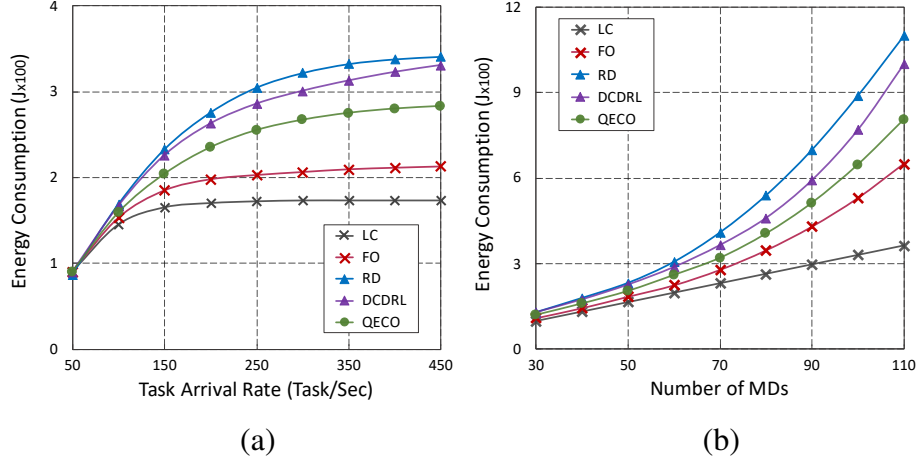 4
3
2
1
0
Energy Consumption (Jx100)
LC
FO
RD
DCDRL
QECO
50 150 250 350 450
Task Arrival Rate (Task/Sec)
(a)
12
9
6
3
0
Energy Consumption (Jx100)
LC
FO
RD
DCDRL
QECO
30 50 70 90 110
Number of MDs
(b)